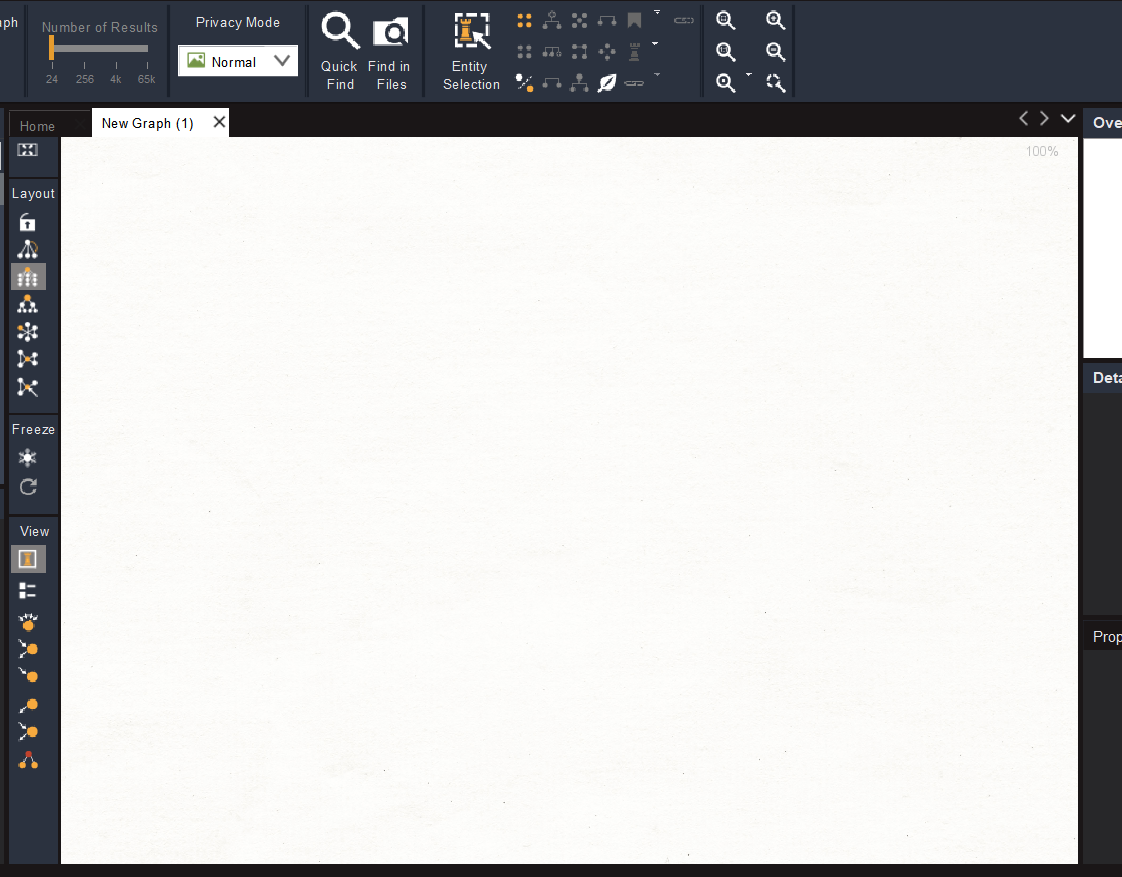 ph
Number of Results
24 256 4k 65k
Privacy Mode
Normal
Quick Find
Find in Files
Entity Selection
Home
New Graph (1)
Ove
100%
Layout
Deta
Freeze
View
Prop